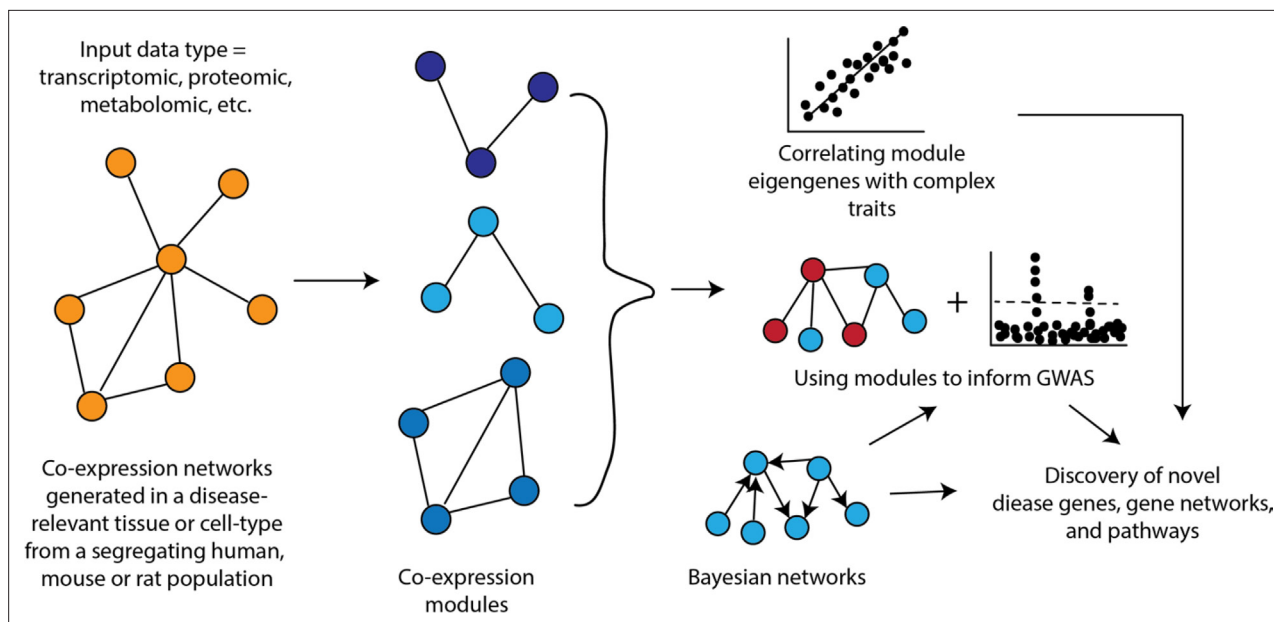 Input data type =
transcriptomic, proteomic,
metabolomic, etc.
Co-expression networks
generated in a disease-
relevant tissue or cell-type
from a segregating human,
mouse or rat population
Co-expression
modules
Correlating module
eigengenes with complex
traits
+
Using modules to inform GWAS
Bayesian networks
Discovery of novel
diease genes, gene networks,
and pathways